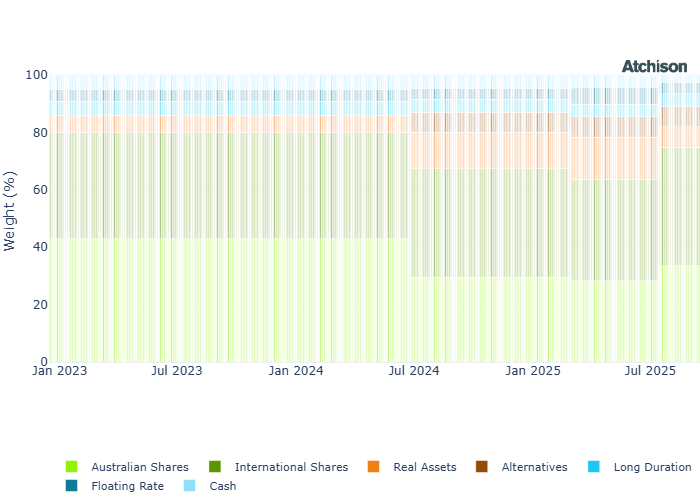 Atchison
100
80
60
40
20
0
Weight (%)
Jan 2023 Jul 2023 Jan 2024 Jul 2024 Jan 2025 Jul 2025
Australian Shares International Shares Real Assets Alternatives Long Duration
Floating Rate Cash